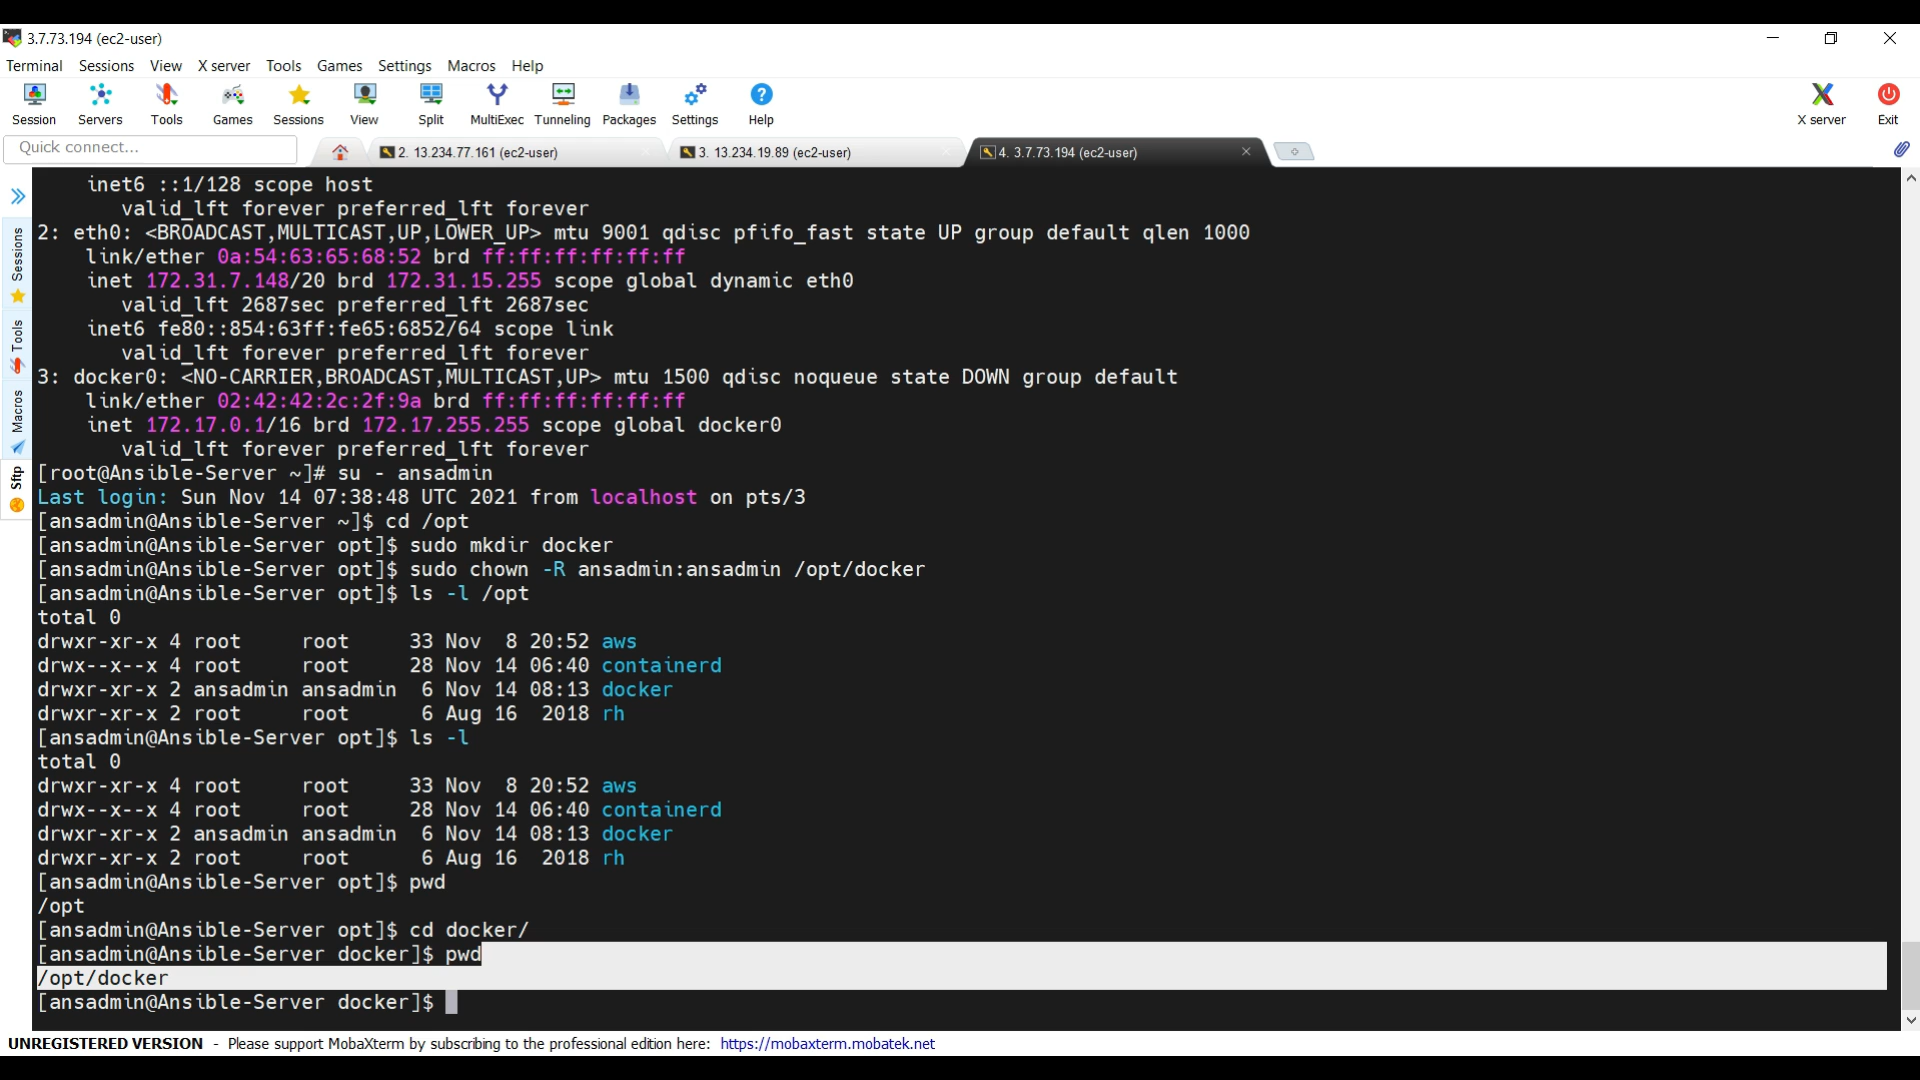 3.7.73.194 (ec2-user)
Terminal Sessions View X server Tools Games Settings Macros Help
Session Servers Tools Games Sessions View Split MultiExec Tunneling Packages Settings Help X server Exit
Quick connect...
2. 13.234.77.161 (ec2-user)
3. 13.234.19.89 (ec2-user)
4. 3.7.73.194 (ec2-user)
Sessions
Tools
Macros
Sftp
inet6 ::1/128 scope host
valid_lft forever preferred_lft forever
2: eth0: <BROADCAST,MULTICAST,UP,LOWER_UP> mtu 9001 qdisc pfifo_fast state UP group default qlen 1000
link/ether 0a:54:63:65:68:52 brd ff:ff:ff:ff:ff:ff
inet 172.31.7.148/20 brd 172.31.15.255 scope global dynamic eth0
valid_lft 2687sec preferred_lft 2687sec
inet6 fe80::854:63ff:fe65:6852/64 scope link
valid_lft forever preferred_lft forever
3: docker0: <NO-CARRIER,BROADCAST,MULTICAST,UP> mtu 1500 qdisc noqueue state DOWN group default
link/ether 02:42:42:2c:2f:9a brd ff:ff:ff:ff:ff:ff
inet 172.17.0.1/16 brd 172.17.255.255 scope global docker0
valid_lft forever preferred_lft forever
[root@Ansible-Server ~]# su - ansadmin
Last login: Sun Nov 14 07:38:48 UTC 2021 from localhost on pts/3
[ansadmin@Ansible-Server ~]$ cd /opt
[ansadmin@Ansible-Server opt]$ sudo mkdir docker
[ansadmin@Ansible-Server opt]$ sudo chown -R ansadmin:ansadmin /opt/docker
[ansadmin@Ansible-Server opt]$ ls -l /opt
total 0
drwxr-xr-x 4 root     root     33 Nov  8 20:52 aws
drwx--x--x 4 root     root     28 Nov 14 06:40 containerd
drwxr-xr-x 2 ansadmin ansadmin  6 Nov 14 08:13 docker
drwxr-xr-x 2 root     root      6 Aug 16  2018 rh
[ansadmin@Ansible-Server opt]$ ls -l
total 0
drwxr-xr-x 4 root     root     33 Nov  8 20:52 aws
drwx--x--x 4 root     root     28 Nov 14 06:40 containerd
drwxr-xr-x 2 ansadmin ansadmin  6 Nov 14 08:13 docker
drwxr-xr-x 2 root     root      6 Aug 16  2018 rh
[ansadmin@Ansible-Server opt]$ pwd
/opt
[ansadmin@Ansible-Server opt]$ cd docker/
[ansadmin@Ansible-Server docker]$ pwd
/opt/docker
[ansadmin@Ansible-Server docker]$
UNREGISTERED VERSION - Please support MobaXterm by subscribing to the professional edition here: https://mobaxterm.mobatek.net